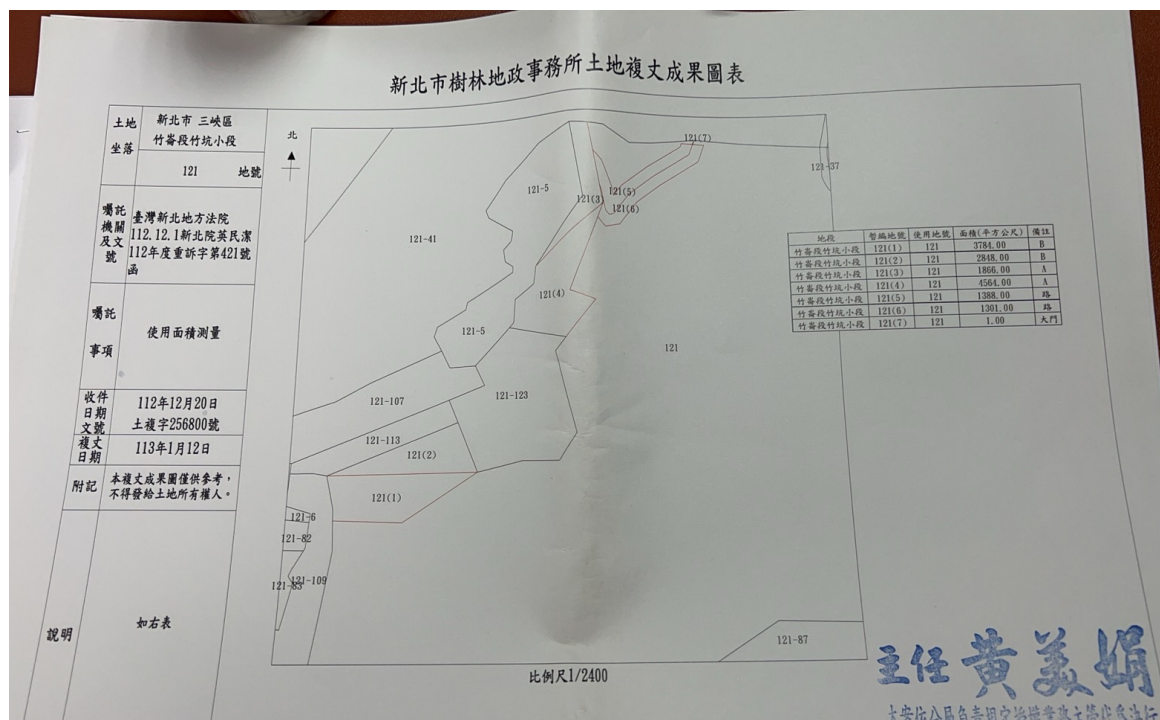 新北市樹林地政事務所土地複丈成果圖表
土地
坐落
新北市 三峽區
竹崙段竹坑小段
121 地號
囑託
機關
及文
號
臺灣新北地方法院
112.12.1新北院英民潔
112年度重訴字第421號
函
囑託
事項
使用面積測量
收件
日期
文號
112年12月20日
土複字256800號
複丈
日期
113年1月12日
附記
本複丈成果圖僅供參考,
不得發給土地所有權人。
說明
如右表
北
121(7)
121-37
121-5
121(5)
121(3)
121(6)
121-41
121(4)
121-5
121
121-123
121-107
121-113
121(2)
121(1)
121-6
121-82
121-109
121-83
121-87
地段 暫編地號 使用地號 面積(平方公尺) 備註
竹崙段竹坑小段 121(1) 121 3784.00 B
竹崙段竹坑小段 121(2) 121 2848.00 B
竹崙段竹坑小段 121(3) 121 1866.00 A
竹崙段竹坑小段 121(4) 121 4564.00 A
竹崙段竹坑小段 121(5) 121 1388.00 路
竹崙段竹坑小段 121(6) 121 1301.00 路
竹崙段竹坑小段 121(7) 121 1.00 大門
比例尺1/2400
主任黃美娟